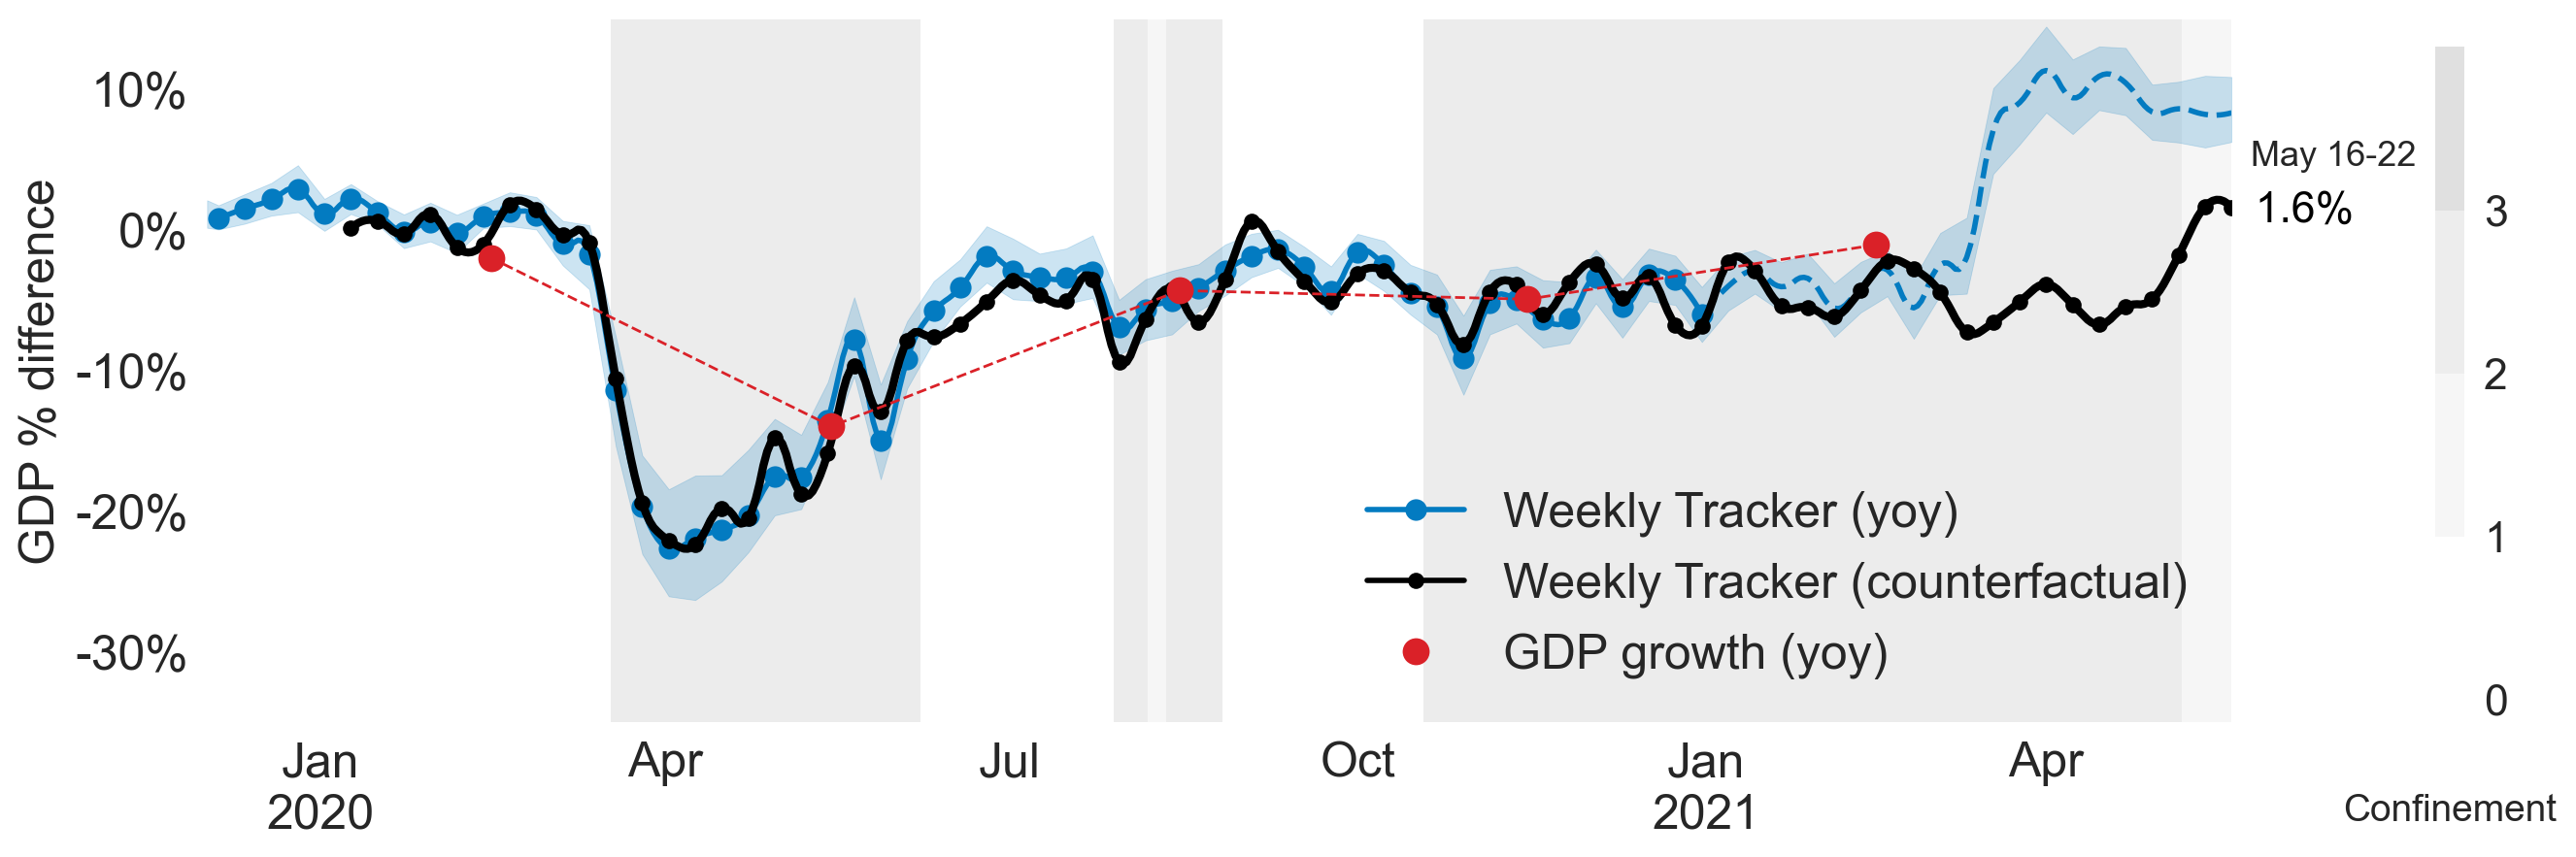 GDP % difference
10%
0%
-10%
-20%
-30%
Jan
2020
Apr
Jul
Oct
Jan
2021
Apr
Weekly Tracker (yoy)
Weekly Tracker (counterfactual)
GDP growth (yoy)
May 16-22
1.6%
3
2
1
0
Confinement